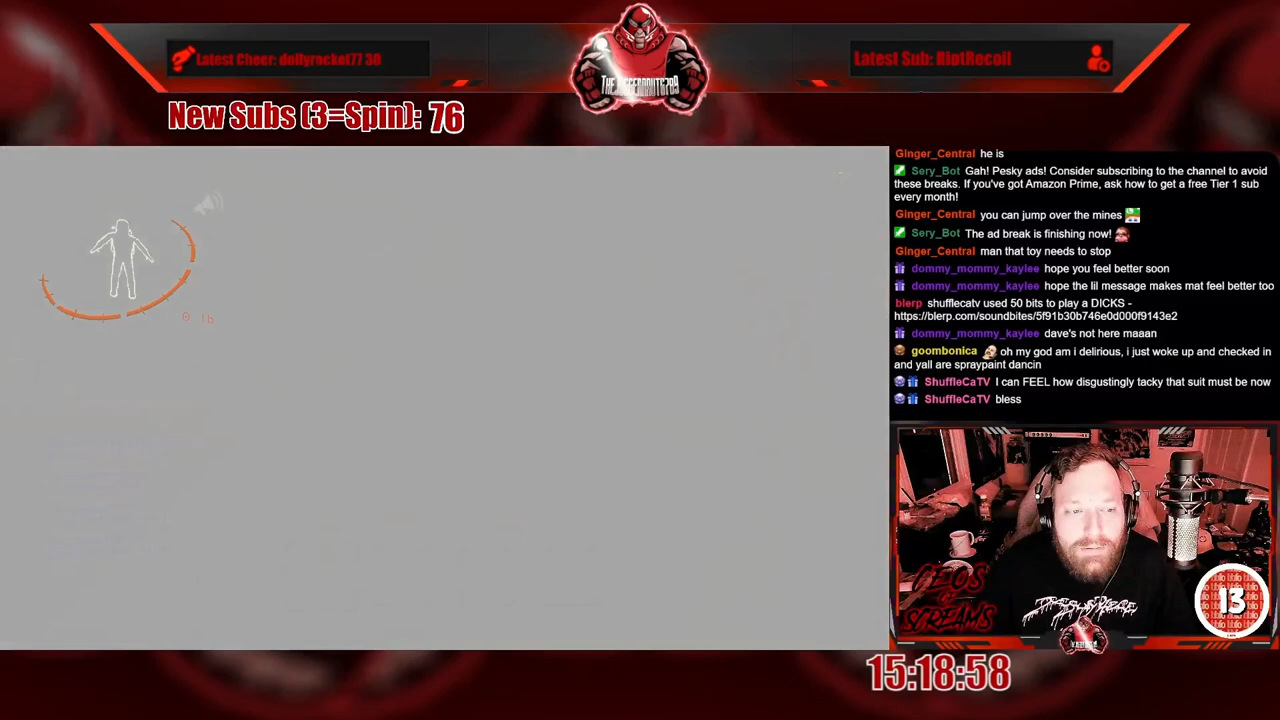 Latest Cheer: dollyrocket77 30
THEJUGGERNAUT6789
Latest Sub: RiotRecoil
New Subs (3=Spin): 76
0 lb
Ginger_Central he is
Sery_Bot Gah! Pesky ads! Consider subscribing to the channel to avoid
these breaks. If you've got Amazon Prime, ask how to get a free Tier 1 sub
every month!
Ginger_Central you can jump over the mines
Sery_Bot The ad break is finishing now!
Ginger_Central man that toy needs to stop
dommy_mommy_kaylee hope you feel better soon
dommy_mommy_kaylee hope the lil message makes mat feel better too
blerp shufflecatv used 50 bits to play a DICKS -
https://blerp.com/soundbites/5f91b30b746e0d000f9143e2
dommy_mommy_kaylee dave's not here maaan
goombonica oh my god am i delirious, i just woke up and checked in
and yall are spraypaint dancin
ShuffleCaTV I can FEEL how disgustingly tacky that suit must be now
ShuffleCaTV bless
CEOS
OF
SCREAMS
13
15:18:58